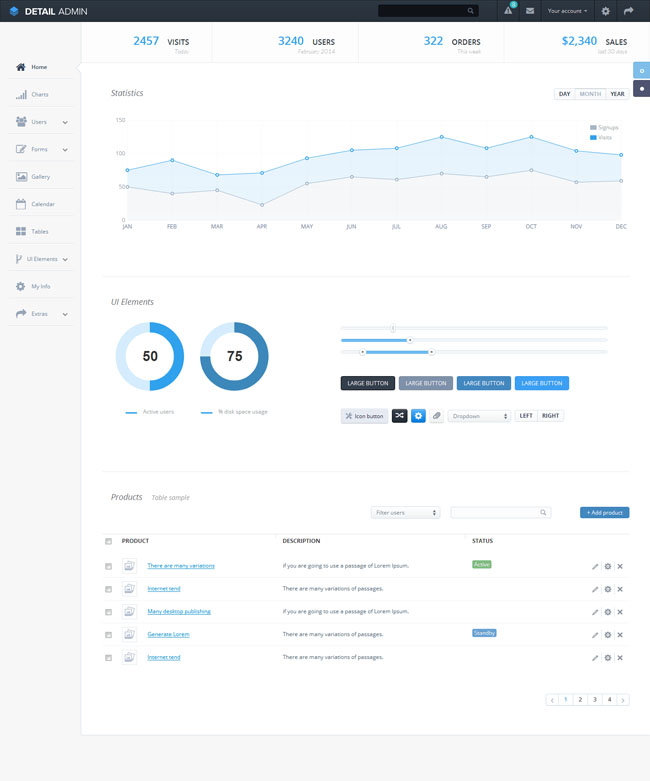 DETAIL ADMIN
8
Your account
2457 VISITS
Today
3240 USERS
February 2014
322 ORDERS
This week
$2,340 SALES
last 30 days
Home
Charts
Users
Forms
Gallery
Calendar
Tables
UI Elements
My Info
Extras
Statistics
DAY MONTH YEAR
Signups
Visits
150
100
50
0
JAN FEB MAR APR MAY JUN JUL AUG SEP OCT NOV DEC
UI Elements
50
75
Active users
% disk space usage
LARGE BUTTON LARGE BUTTON LARGE BUTTON LARGE BUTTON
Icon button
Dropdown
LEFT RIGHT
Products Table sample
Filter users
+ Add product
PRODUCT DESCRIPTION STATUS
There are many variations if you are going to use a passage of Lorem Ipsum. Active
Internet tend There are many variations of passages.
Many desktop publishing if you are going to use a passage of Lorem Ipsum.
Generate Lorem There are many variations of passages. Standby
Internet tend There are many variations of passages.
‹ 1 2 3 4 ›